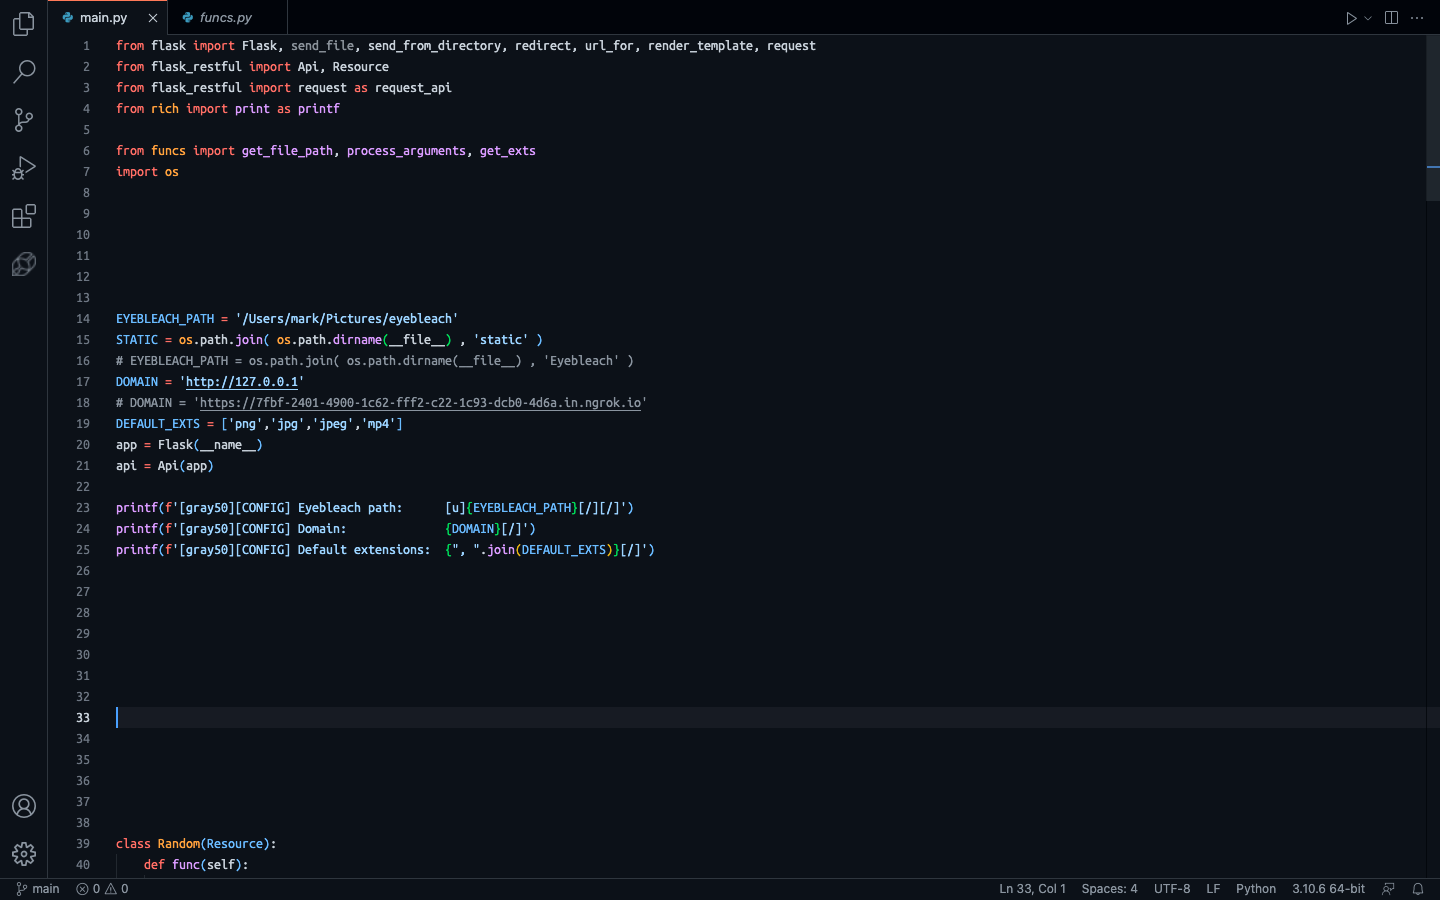 main.py
funcs.py
1 from flask import Flask, send_file, send_from_directory, redirect, url_for, render_template, request
2 from flask_restful import Api, Resource
3 from flask_restful import request as request_api
4 from rich import print as printf
5
6 from funcs import get_file_path, process_arguments, get_exts
7 import os
8
9
10
11
12
13
14 EYEBLEACH_PATH = '/Users/mark/Pictures/eyebleach'
15 STATIC = os.path.join( os.path.dirname(__file__) , 'static' )
16 # EYEBLEACH_PATH = os.path.join( os.path.dirname(__file__) , 'Eyebleach' )
17 DOMAIN = 'http://127.0.0.1'
18 # DOMAIN = 'https://7fbf-2401-4900-1c62-fff2-c22-1c93-dcb0-4d6a.in.ngrok.io'
19 DEFAULT_EXTS = ['png','jpg','jpeg','mp4']
20 app = Flask(__name__)
21 api = Api(app)
22
23 printf(f'[gray50][CONFIG] Eyebleach path:      [u]{EYEBLEACH_PATH}[/][/]')
24 printf(f'[gray50][CONFIG] Domain:              {DOMAIN}[/]')
25 printf(f'[gray50][CONFIG] Default extensions:  {", ".join(DEFAULT_EXTS)}[/]')
26
27
28
29
30
31
32
33
34
35
36
37
38
39 class Random(Resource):
40     def func(self):
main 0 0 Ln 33, Col 1 Spaces: 4 UTF-8 LF Python 3.10.6 64-bit